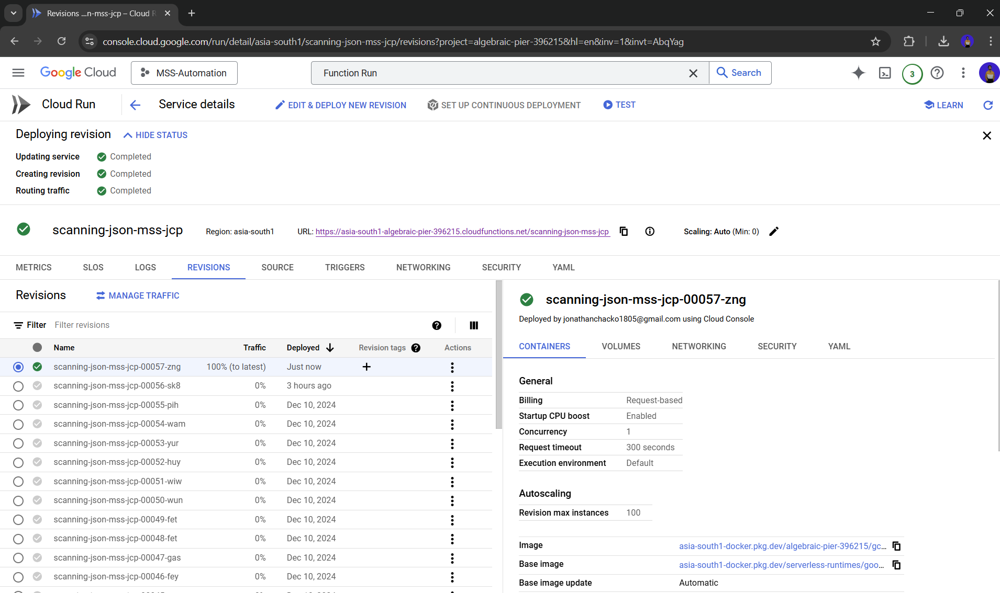 Revisions ...n-mss-jcp – Cloud R
console.cloud.google.com/run/detail/asia-south1/scanning-json-mss-jcp/revisions?project=algebraic-pier-396215&hl=en&inv=1&invt=AbqYag
Google Cloud MSS-Automation Function Run Search 3
Cloud Run Service details EDIT & DEPLOY NEW REVISION SET UP CONTINUOUS DEPLOYMENT TEST LEARN
Deploying revision HIDE STATUS
Updating service Completed
Creating revision Completed
Routing traffic Completed
scanning-json-mss-jcp Region: asia-south1 URL: https://asia-south1-algebraic-pier-396215.cloudfunctions.net/scanning-json-mss-jcp Scaling: Auto (Min: 0)
METRICS SLOS LOGS REVISIONS SOURCE TRIGGERS NETWORKING SECURITY YAML
Revisions MANAGE TRAFFIC
Filter Filter revisions
Name Traffic Deployed Revision tags Actions
scanning-json-mss-jcp-00057-zng 100% (to latest) Just now
scanning-json-mss-jcp-00056-sk8 0% 3 hours ago
scanning-json-mss-jcp-00055-pih 0% Dec 10, 2024
scanning-json-mss-jcp-00054-wam 0% Dec 10, 2024
scanning-json-mss-jcp-00053-yur 0% Dec 10, 2024
scanning-json-mss-jcp-00052-huy 0% Dec 10, 2024
scanning-json-mss-jcp-00051-wiw 0% Dec 10, 2024
scanning-json-mss-jcp-00050-wun 0% Dec 10, 2024
scanning-json-mss-jcp-00049-fet 0% Dec 10, 2024
scanning-json-mss-jcp-00048-fet 0% Dec 10, 2024
scanning-json-mss-jcp-00047-gas 0% Dec 10, 2024
scanning-json-mss-jcp-00046-fey 0% Dec 10, 2024
scanning-json-mss-jcp-00057-zng
Deployed by jonathanchacko1805@gmail.com using Cloud Console
CONTAINERS VOLUMES NETWORKING SECURITY YAML
General
Billing Request-based
Startup CPU boost Enabled
Concurrency 1
Request timeout 300 seconds
Execution environment Default
Autoscaling
Revision max instances 100
Image asia-south1-docker.pkg.dev/algebraic-pier-396215/gc...
Base image asia-south1-docker.pkg.dev/serverless-runtimes/goo...
Base image update Automatic